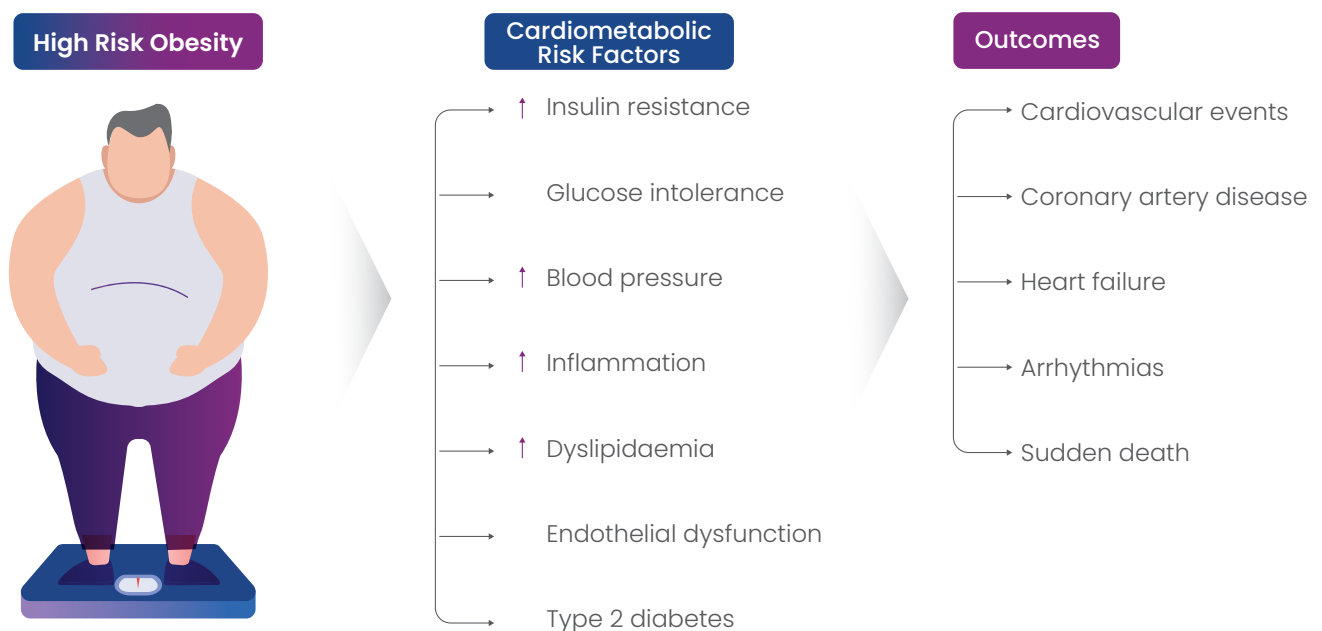 High Risk Obesity
Cardiometabolic
Risk Factors
↑ Insulin resistance
Glucose intolerance
↑ Blood pressure
↑ Inflammation
↑ Dyslipidaemia
Endothelial dysfunction
Type 2 diabetes
Outcomes
Cardiovascular events
Coronary artery disease
Heart failure
Arrhythmias
Sudden death